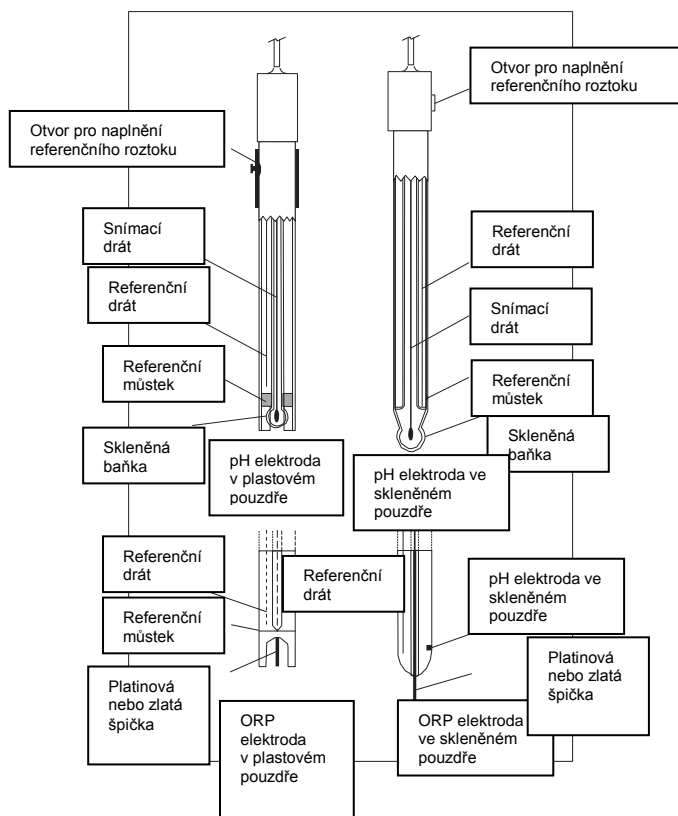 Otvor pro naplnění
referenčního roztoku
Otvor pro naplnění
referenčního roztoku
Snímací
drát
Referenční
drát
Referenční
můstek
Skleněná
baňka
Referenční
drát
Snímací
drát
Referenční
můstek
Skleněná
baňka
pH elektroda
v plastovém
pouzdře
pH elektroda ve
skleněném
pouzdře
Referenční
drát
Referenční
můstek
Platinová
nebo zlatá
špička
Referenční
drát
pH elektroda ve
skleněném
pouzdře
Platinová
nebo zlatá
špička
ORP
elektroda
v plastovém
pouzdře
ORP elektroda
ve skleněném
pouzdře